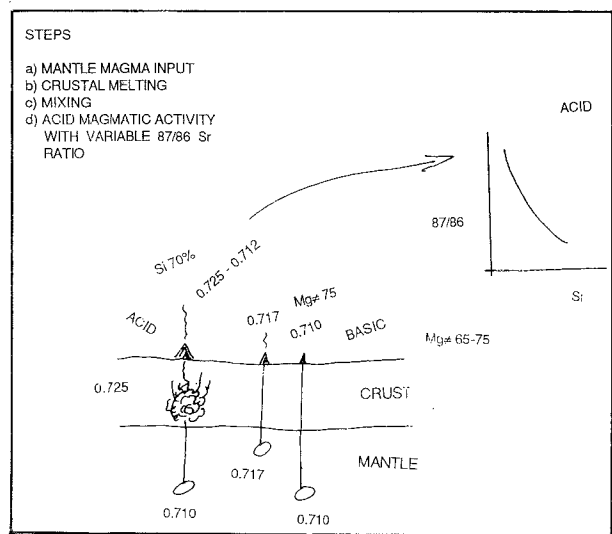 STEPS
a) MANTLE MAGMA INPUT
b) CRUSTAL MELTING
c) MIXING
d) ACID MAGMATIC ACTIVITY
WITH VARIABLE 87/86 Sr
RATIO
ACID
87/86
Si
Si 70%
0.725 - 0.712
ACID
0.717
Mg≠ 75
0.710
BASIC
Mg≠ 65-75
0.725
CRUST
MANTLE
0.717
0.710
0.710